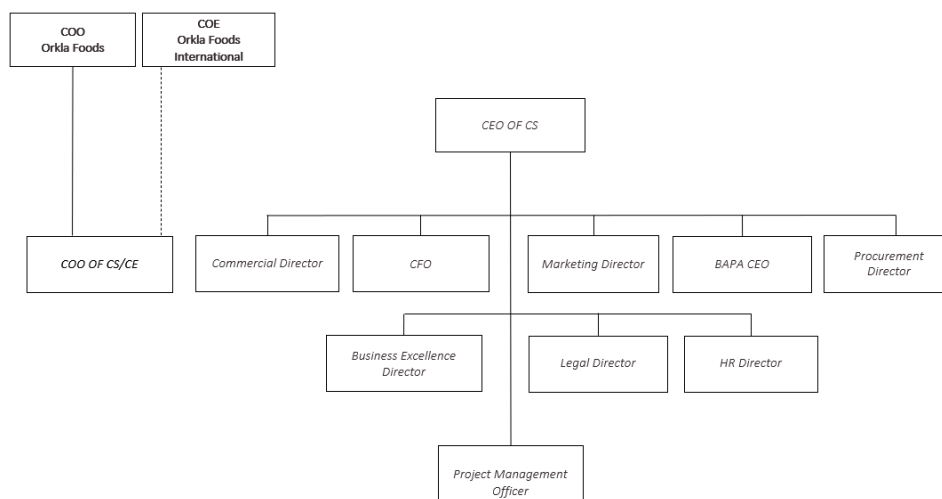 COO
Orkla Foods
COE
Orkla Foods
International
CEO OF CS
COO OF CS/CE
Commercial Director
CFO
Marketing Director
BAPA CEO
Procurement
Director
Business Excellence
Director
Legal Director
HR Director
Project Management
Officer